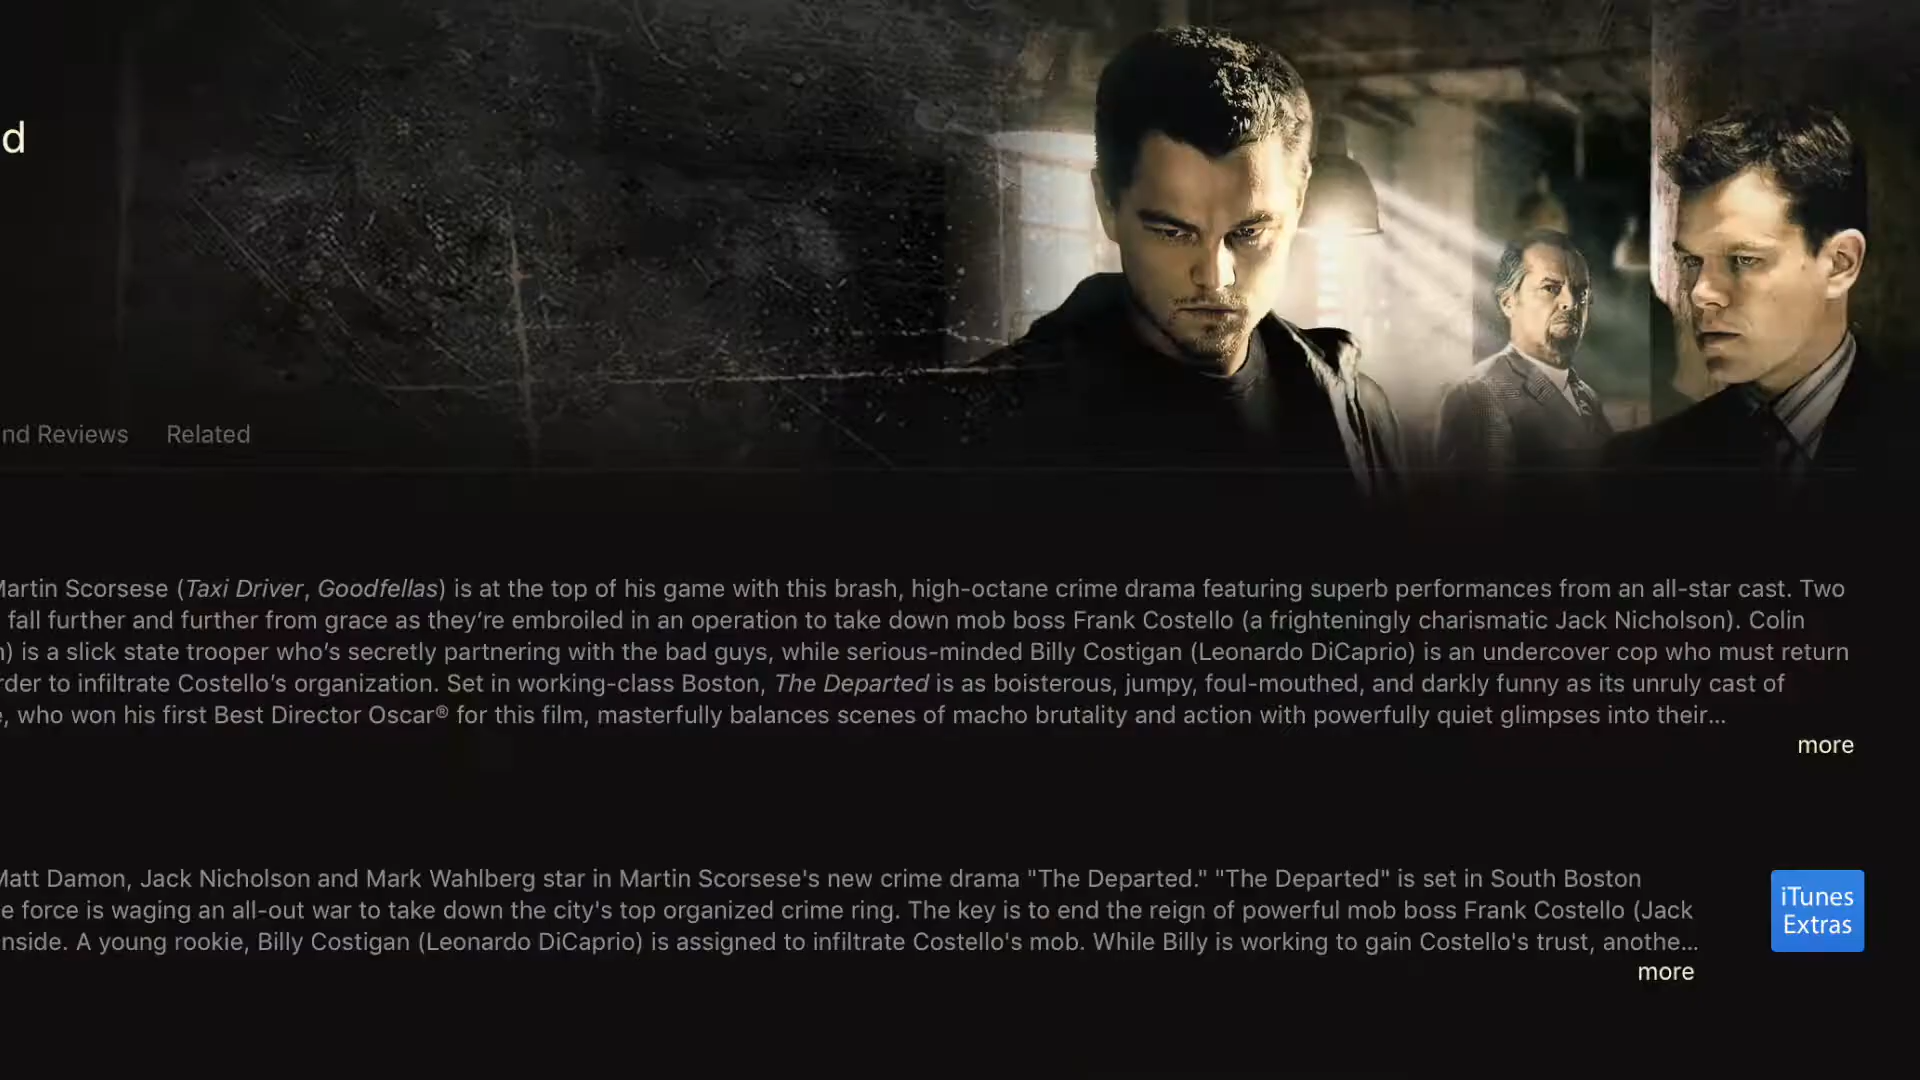 d
nd Reviews Related
Martin Scorsese (Taxi Driver, Goodfellas) is at the top of his game with this brash, high-octane crime drama featuring superb performances from an all-star cast. Two
fall further and further from grace as they’re embroiled in an operation to take down mob boss Frank Costello (a frighteningly charismatic Jack Nicholson). Colin
) is a slick state trooper who’s secretly partnering with the bad guys, while serious-minded Billy Costigan (Leonardo DiCaprio) is an undercover cop who must return
rder to infiltrate Costello’s organization. Set in working-class Boston, The Departed is as boisterous, jumpy, foul-mouthed, and darkly funny as its unruly cast of
, who won his first Best Director Oscar® for this film, masterfully balances scenes of macho brutality and action with powerfully quiet glimpses into their...
more
Matt Damon, Jack Nicholson and Mark Wahlberg star in Martin Scorsese's new crime drama "The Departed." "The Departed" is set in South Boston
e force is waging an all-out war to take down the city's top organized crime ring. The key is to end the reign of powerful mob boss Frank Costello (Jack
nside. A young rookie, Billy Costigan (Leonardo DiCaprio) is assigned to infiltrate Costello's mob. While Billy is working to gain Costello's trust, anothe...
more
iTunes
Extras